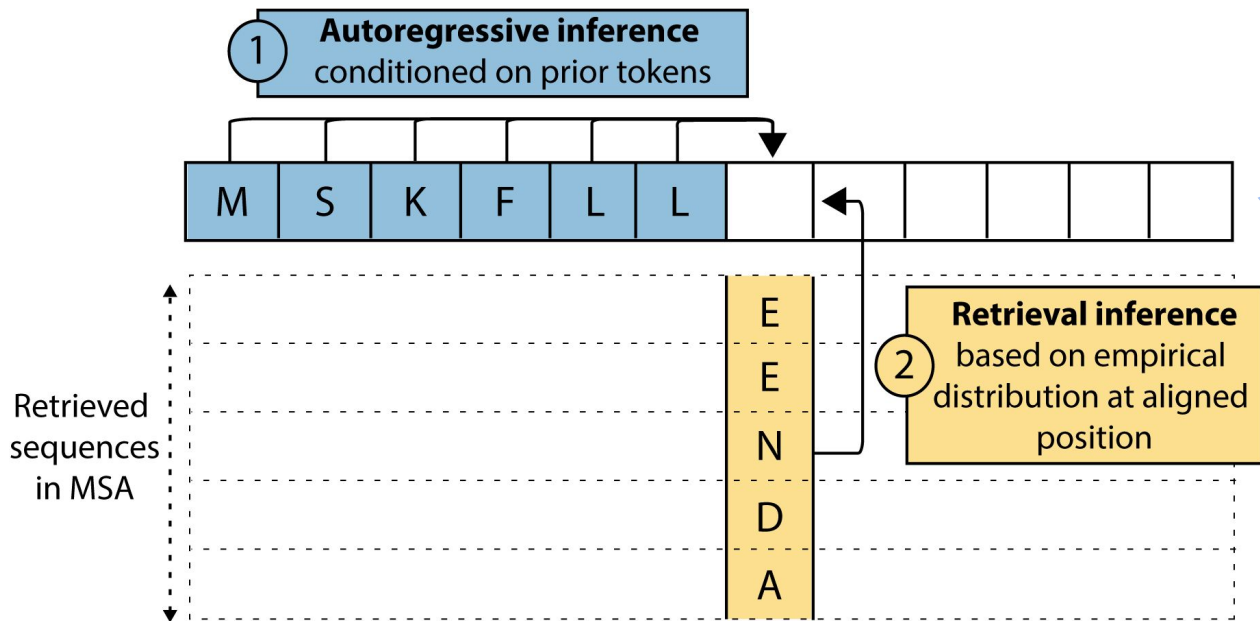 1
Autoregressive inference
conditioned on prior tokens
M S K F L L
Retrieved
sequences
in MSA
E
E
N
D
A
2
Retrieval inference
based on empirical
distribution at aligned
position